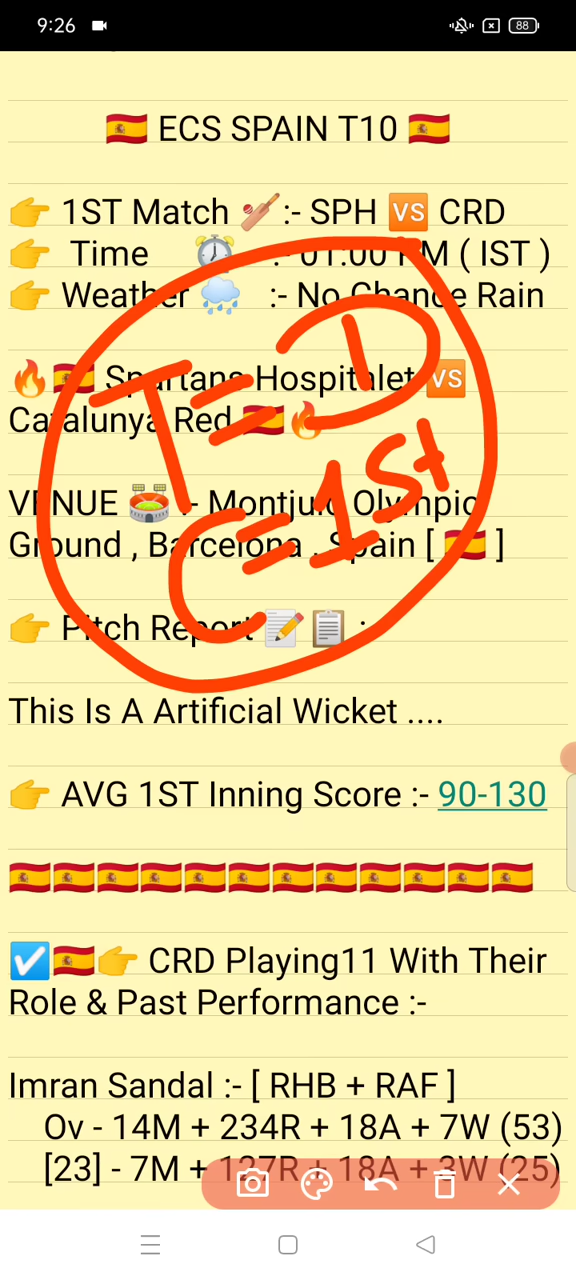 9:26
88
🇪🇸 ECS SPAIN T10 🇪🇸
👉 1ST Match 🏏:- SPH 🆚 CRD
👉 Time ⏰ :- 01:00 PM ( IST )
👉 Weather 🌧️ :- No Chance Rain
🔥🇪🇸 Spartans Hospitalet 🆚
Catalunya Red 🇪🇸🔥
T=D
C=1st
VENUE 🏟️:- Montjuic Olympic
Ground , Barcelona , Spain [ 🇪🇸 ]
👉 Pitch Report 📝📋 :-
This Is A Artificial Wicket ....
👉 AVG 1ST Inning Score :- 90-130
🇪🇸🇪🇸🇪🇸🇪🇸🇪🇸🇪🇸🇪🇸🇪🇸🇪🇸🇪🇸🇪🇸🇪🇸
☑️🇪🇸👉 CRD Playing11 With Their
Role & Past Performance :-
Imran Sandal :- [ RHB + RAF ]
Ov - 14M + 234R + 18A + 7W (53)
[23] - 7M + 127R + 18A + 3W (25)